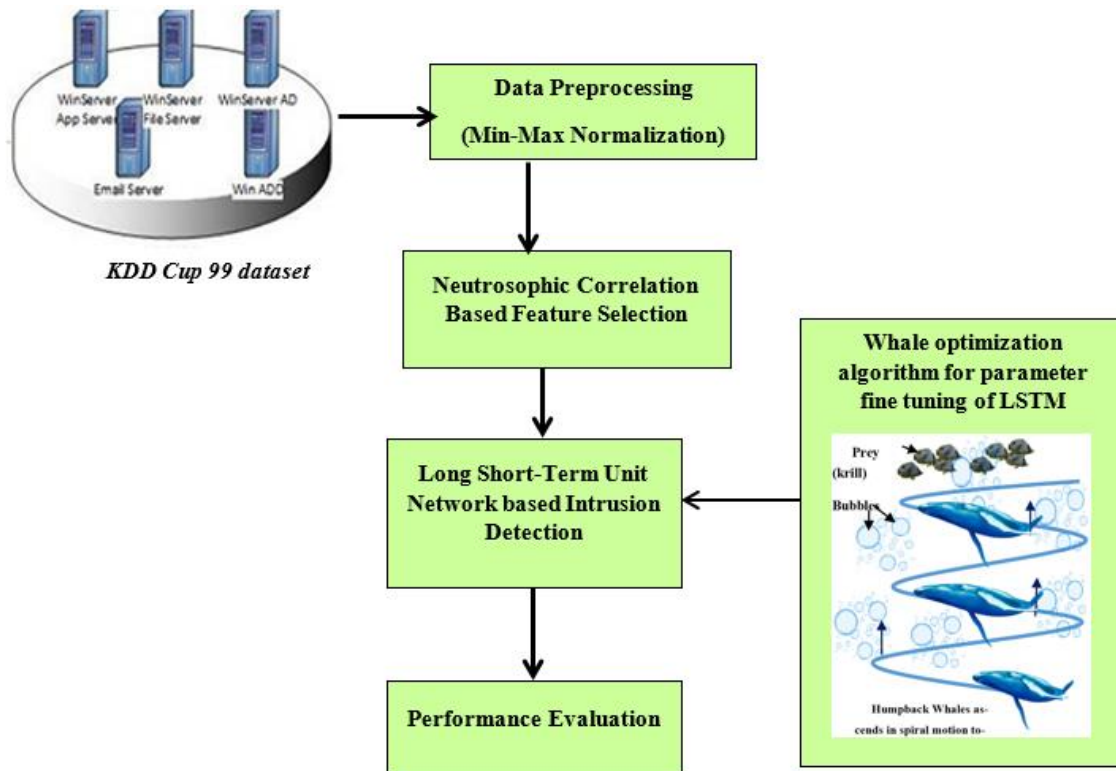 WinServer
App Server
WinServer
File Server
WinServer AD
Email Server
Win ADD
KDD Cup 99 dataset
Data Preprocessing
(Min-Max Normalization)
Neutrosophic Correlation
Based Feature Selection
Long Short-Term Unit
Network based Intrusion
Detection
Performance Evaluation
Whale optimization
algorithm for parameter
fine tuning of LSTM
Prey
(krill)
Bubbles
Humpback Whales as-
cends in spiral motion to-